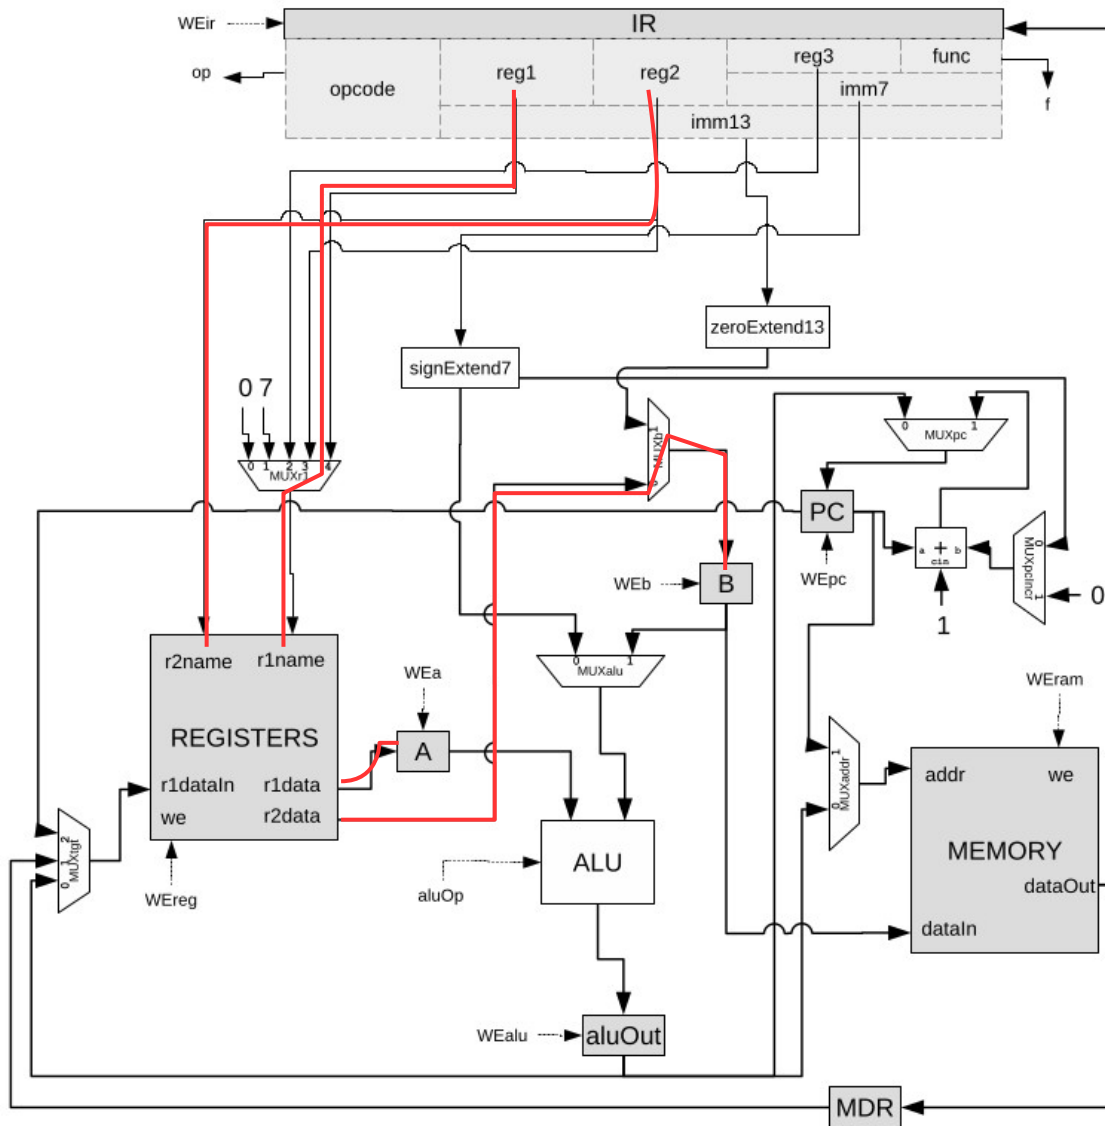 WEir
IR
op
opcode
reg1
reg2
reg3
func
imm7
f
imm13
zeroExtend13
signExtend7
0 7
0 1 2 3 4
MUXr1
1
MUXb
0
0 1
MUXpc
PC
WEpc
a + b
cin
1
0
MUXpcincr
1
0
WEb
B
r2name
r1name
REGISTERS
r1dataIn
r1data
we
r2data
WEreg
WEa
A
0 1
MUXalu
WEram
1
MUXaddr
0
addr
we
MEMORY
dataOut
dataIn
2
1
0
MUXtgt
ALU
aluOp
WEalu
aluOut
MDR